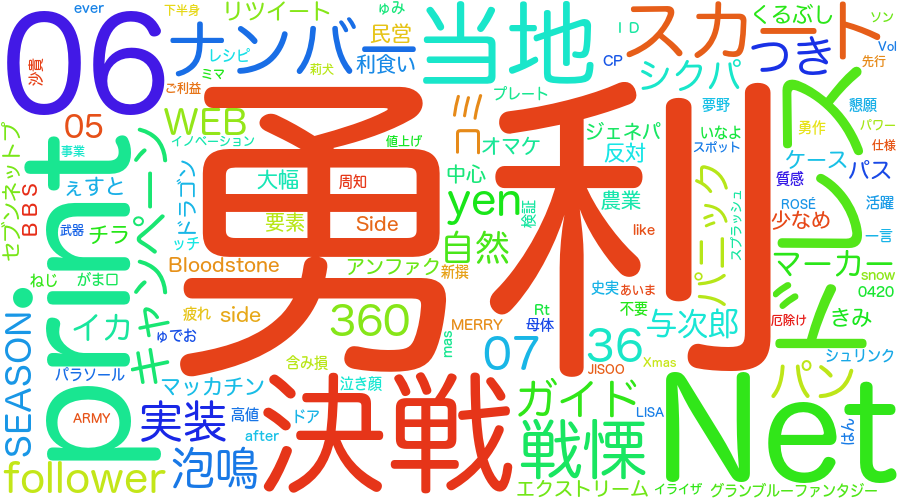 ever
下半身
リツイート
ゅみ
ＩＤ
スカート
くるぶし
ソン
06
ナンバー
民営
当地
つき
Vol
沙貴
レシピ
利食い
CP
シクパ
先行
ミマ
莉犬
ご利益
ミニ
プレート
夢野
ドレス
懇願
05
WEB
イノベーション
値上げ
オマケ
ジェネパ
反対
いなよ
スポット
勇作
パワー
仕様
セブンネット
BBS
事業
print
キャンペーン
ドラゴン
勇利
中心
ケース
パス
えすと
大幅
周知
質感
武器
チラ
要素
Side
yen
検証
農業
パニック
スプラッシュ
ROSÉ
少なめ
活躍
一言
ッチ
自然
like
マーカー
ねじ
がま口
Bloodstone
アンファク
新撰
史実
あいま
snow
0420
イカ
疲れ
side
360
MERRY
Rt
母体
不要
与次郎
厄除け
きみ
SEASON
ゅでお
mas
07
36
シュリンク
パラソール
含み損
Xmas
JISOO
パン
マッカチン
泣き顔
決戦
ガイド
Net
ARMY
実装
高値
ドア
LISA
after
戦慄
はん
follower
泡鳴
エクストリーム
イライザ
グランブルーファンタジー